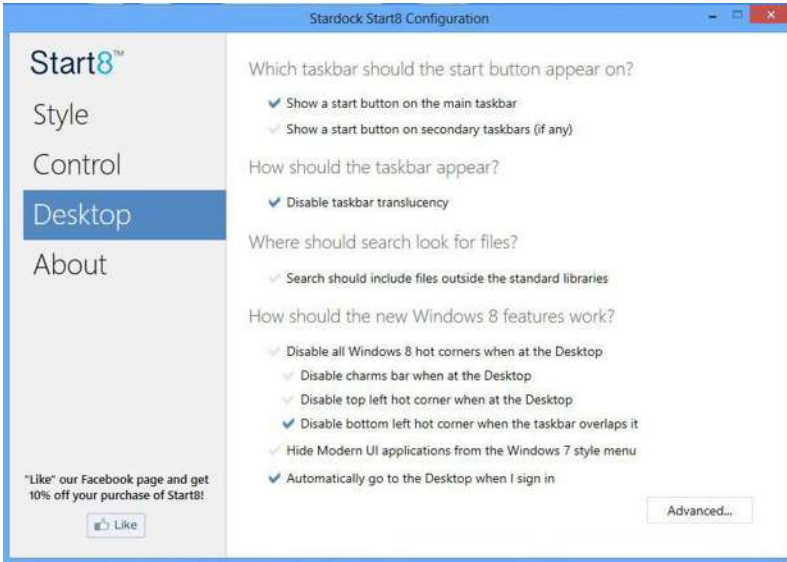 Stardock Start8 Configuration
Start8™
Style
Control
Desktop
About
"Like" our Facebook page and get
10% off your purchase of Start8!
Like
Which taskbar should the start button appear on?
Show a start button on the main taskbar
Show a start button on secondary taskbars (if any)
How should the taskbar appear?
Disable taskbar translucency
Where should search look for files?
Search should include files outside the standard libraries
How should the new Windows 8 features work?
Disable all Windows 8 hot corners when at the Desktop
Disable charms bar when at the Desktop
Disable top left hot corner when at the Desktop
Disable bottom left hot corner when the taskbar overlaps it
Hide Modern UI applications from the Windows 7 style menu
Automatically go to the Desktop when I sign in
Advanced...